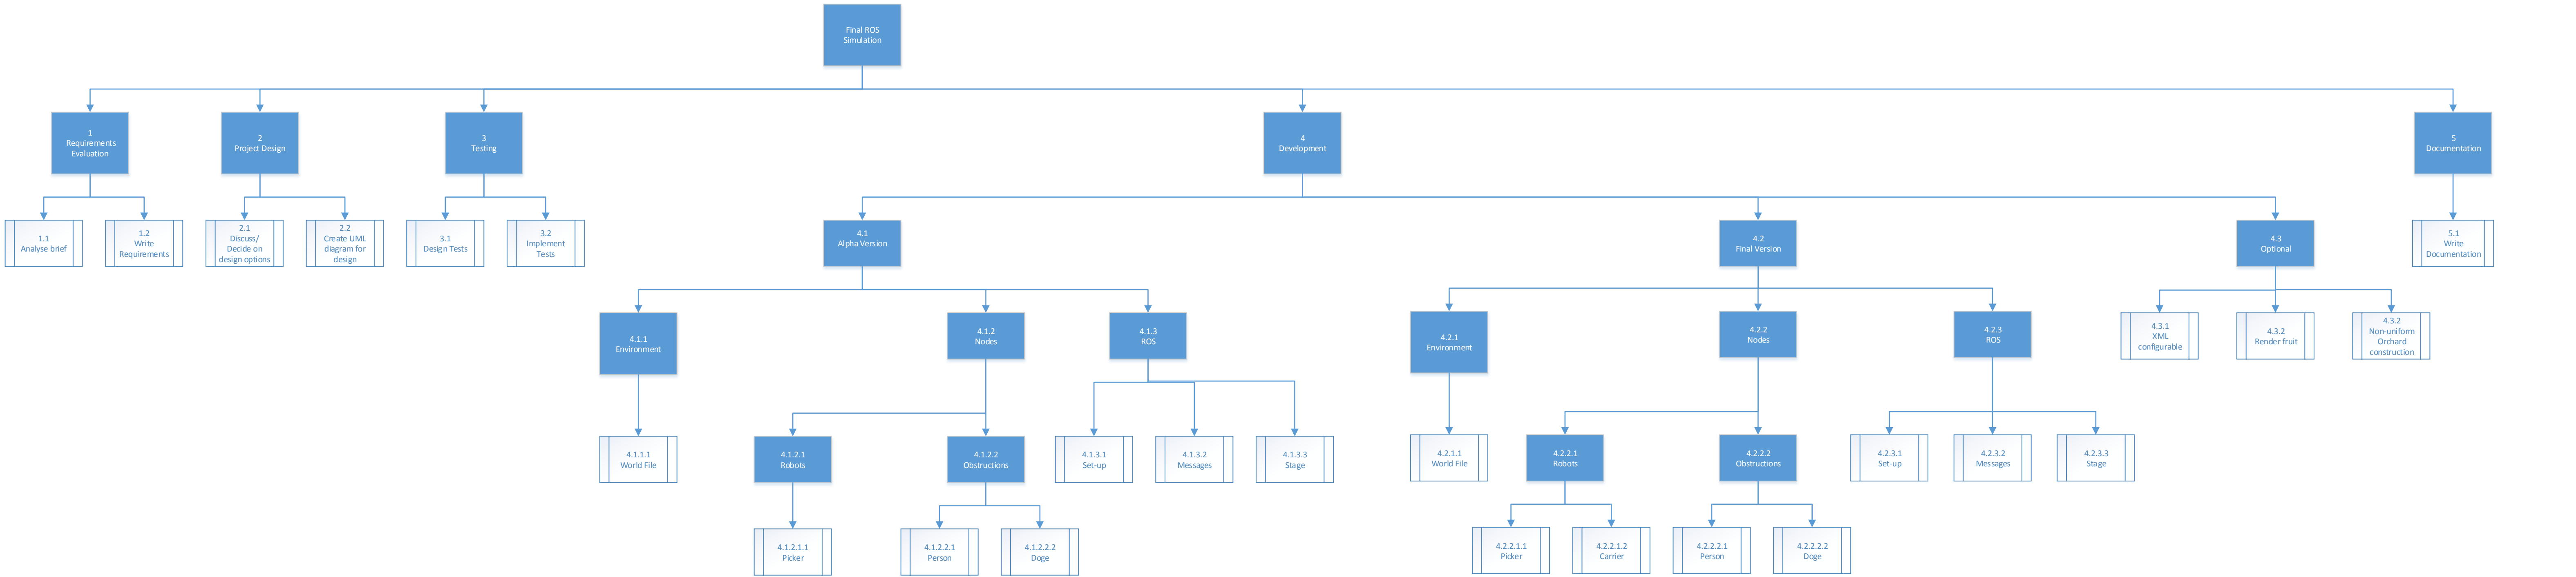 Final ROS
Simulation
1
Requirements
Evaluation
2
Project Design
3
Testing
4
Development
5
Documentation
1.1
Analyse brief
1.2
Write
Requirements
2.1
Discuss/
Decide on
design options
2.2
Create UML
diagram for
design
3.1
Design Tests
3.2
Implement
Tests
4.1
Alpha Version
4.2
Final Version
4.3
Optional
5.1
Write
Documentation
4.1.1
Environment
4.1.2
Nodes
4.1.3
ROS
4.2.1
Environment
4.2.2
Nodes
4.2.3
ROS
4.3.1
XML
configurable
4.3.2
Render fruit
4.3.2
Non-uniform
Orchard
construction
4.1.1.1
World File
4.1.2.1
Robots
4.1.2.2
Obstructions
4.1.3.1
Set-up
4.1.3.2
Messages
4.1.3.3
Stage
4.2.1.1
World File
4.2.2.1
Robots
4.2.2.2
Obstructions
4.2.3.1
Set-up
4.2.3.2
Messages
4.2.3.3
Stage
4.1.2.1.1
Picker
4.1.2.2.1
Person
4.1.2.2.2
Doge
4.2.2.1.1
Picker
4.2.2.1.2
Carrier
4.2.2.2.1
Person
4.2.2.2.2
Doge